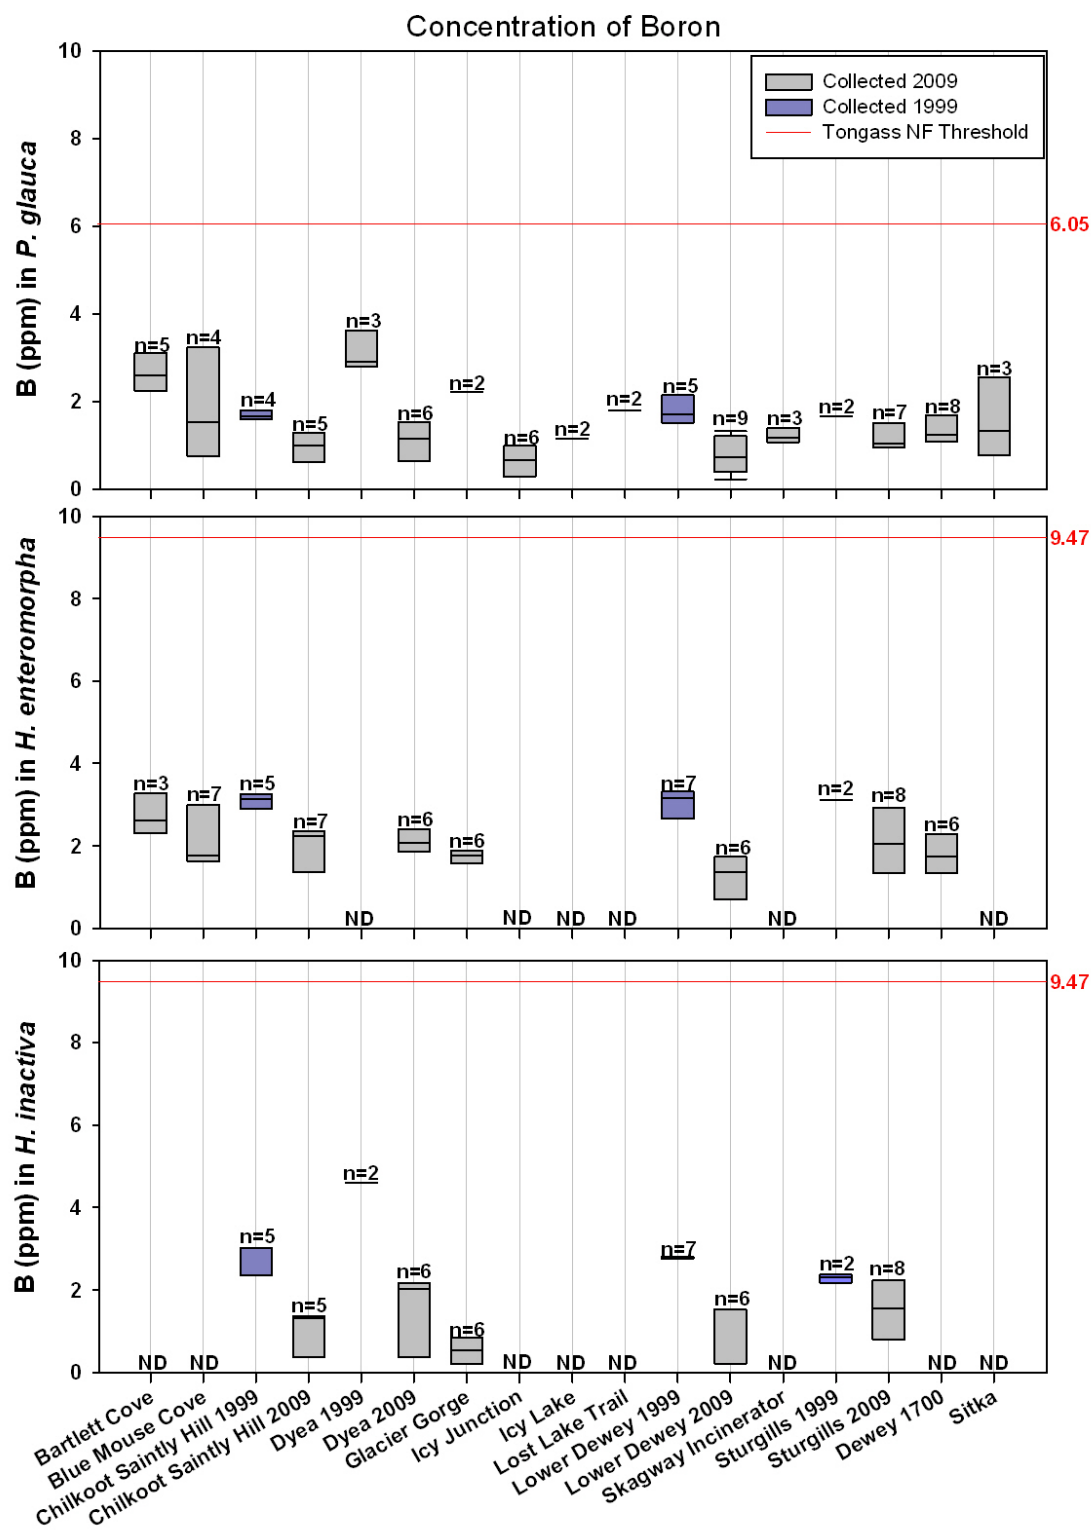 Concentration of Boron
Collected 2009
Collected 1999
Tongass NF Threshold
B (ppm) in P. glauca
10
8
6
4
2
0
6.05
n=5
n=4
n=4
n=5
n=3
n=6
n=2
n=6
n=2
n=2
n=5
n=9
n=3
n=2
n=7
n=8
n=3
B (ppm) in H. enteromorpha
10
8
6
4
2
0
9.47
n=3
n=7
n=5
n=7
ND
n=6
n=6
ND
ND
ND
n=7
n=6
ND
n=2
n=8
n=6
ND
B (ppm) in H. inactiva
10
8
6
4
2
0
9.47
ND
ND
n=5
n=5
n=2
n=6
n=6
ND
ND
ND
n=7
n=6
ND
n=2
n=8
ND
ND
Bartlett Cove
Blue Mouse Cove
Chilkoot Saintly Hill 1999
Chilkoot Saintly Hill 2009
Dyea 1999
Dyea 2009
Glacier Gorge
Icy Junction
Icy Lake
Lost Lake Trail
Lower Dewey 1999
Lower Dewey 2009
Skagway Incinerator
Sturgills 1999
Sturgills 2009
Dewey 1700
Sitka